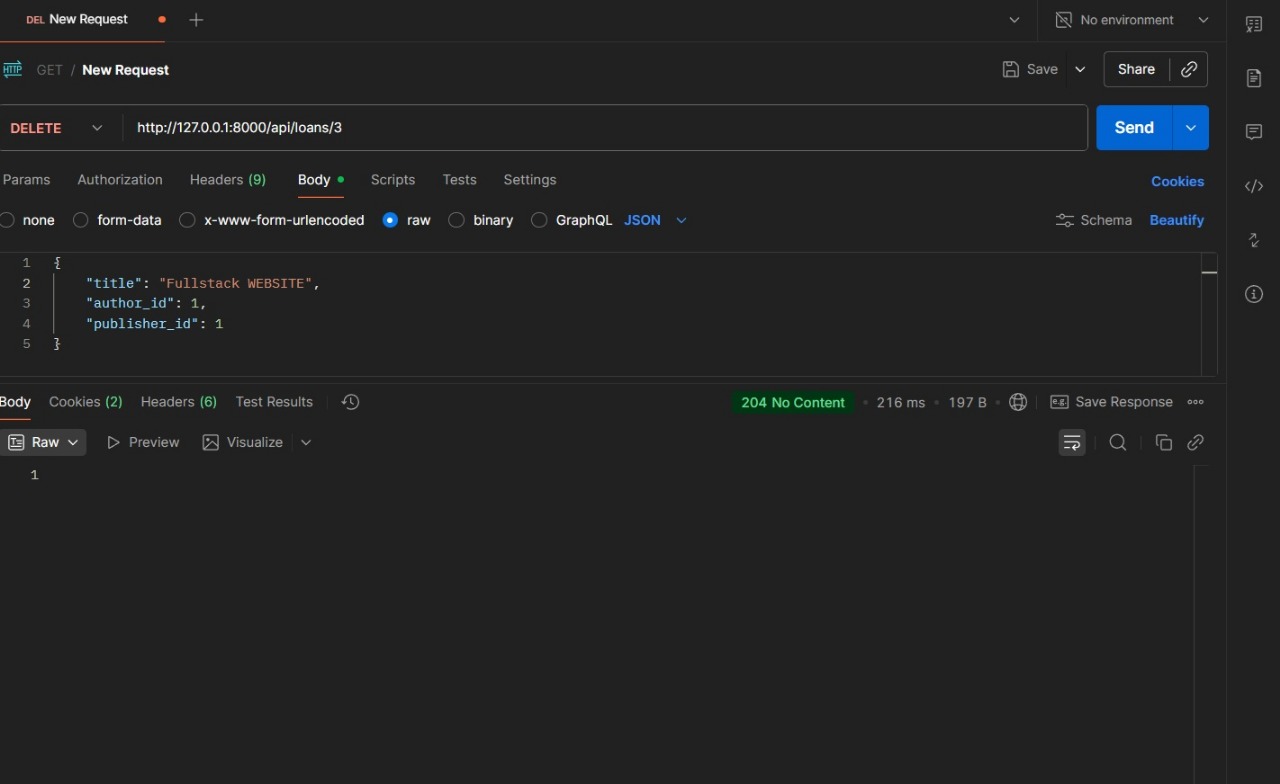 DEL New Request
No environment
HTTP GET / New Request
Save
Share
DELETE
http://127.0.0.1:8000/api/loans/3
Send
Params Authorization Headers (9) Body Scripts Tests Settings
Cookies
none form-data x-www-form-urlencoded raw binary GraphQL JSON
Schema Beautify
1 {
2 "title": "Fullstack WEBSITE",
3 "author_id": 1,
4 "publisher_id": 1
5 }
Body Cookies (2) Headers (6) Test Results
204 No Content • 216 ms • 197 B
e.g. Save Response
Raw Preview Visualize
1